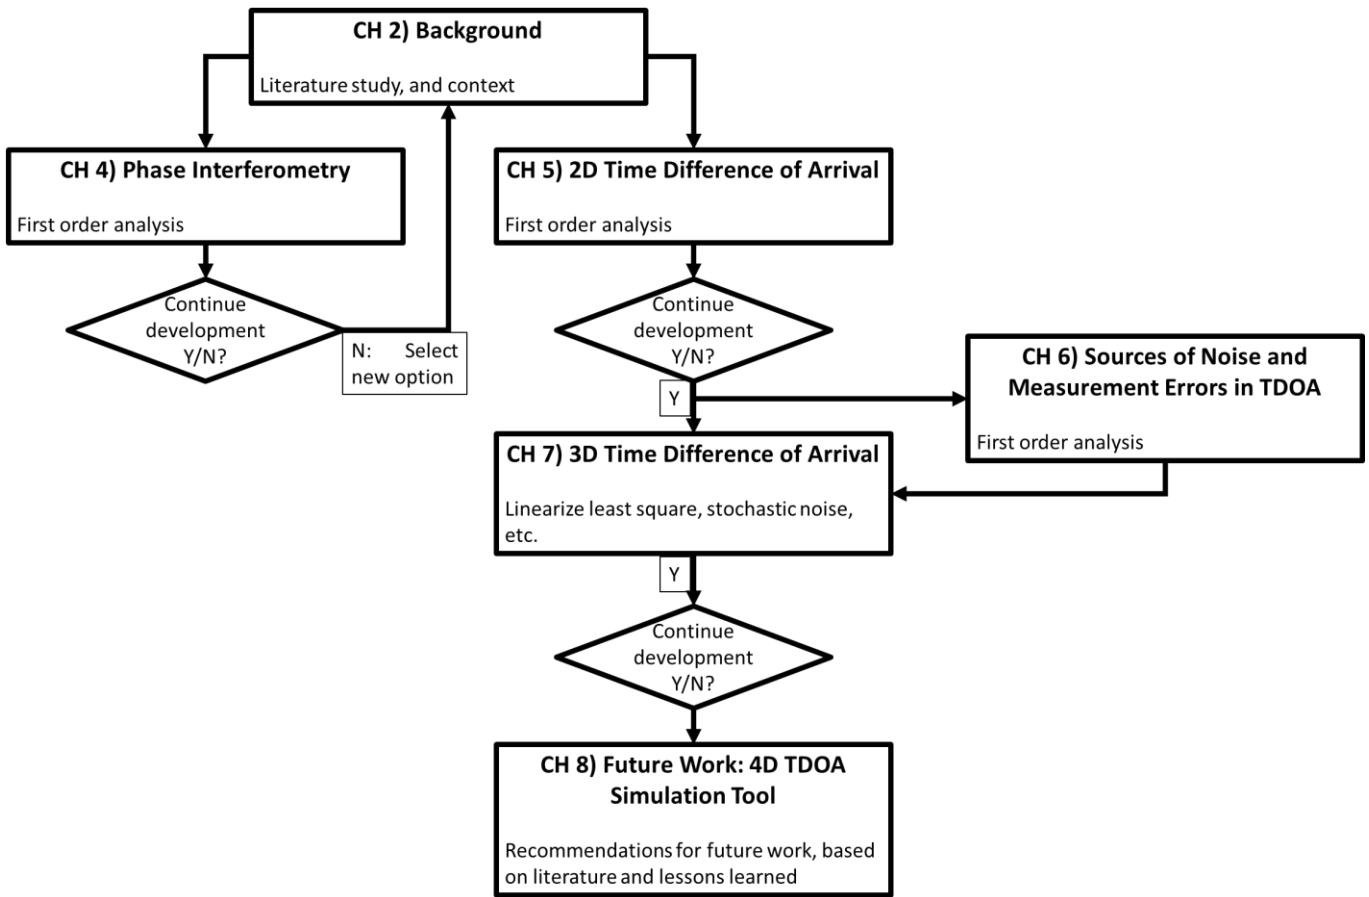 CH 2) Background
Literature study, and context
CH 4) Phase Interferometry
First order analysis
CH 5) 2D Time Difference of Arrival
First order analysis
Continue
development
Y/N?
N: Select
new option
Continue
development
Y/N?
CH 6) Sources of Noise and
Measurement Errors in TDOA
First order analysis
Y
CH 7) 3D Time Difference of Arrival
Linearize least square, stochastic noise,
etc.
Y
Continue
development
Y/N?
CH 8) Future Work: 4D TDOA
Simulation Tool
Recommendations for future work, based
on literature and lessons learned